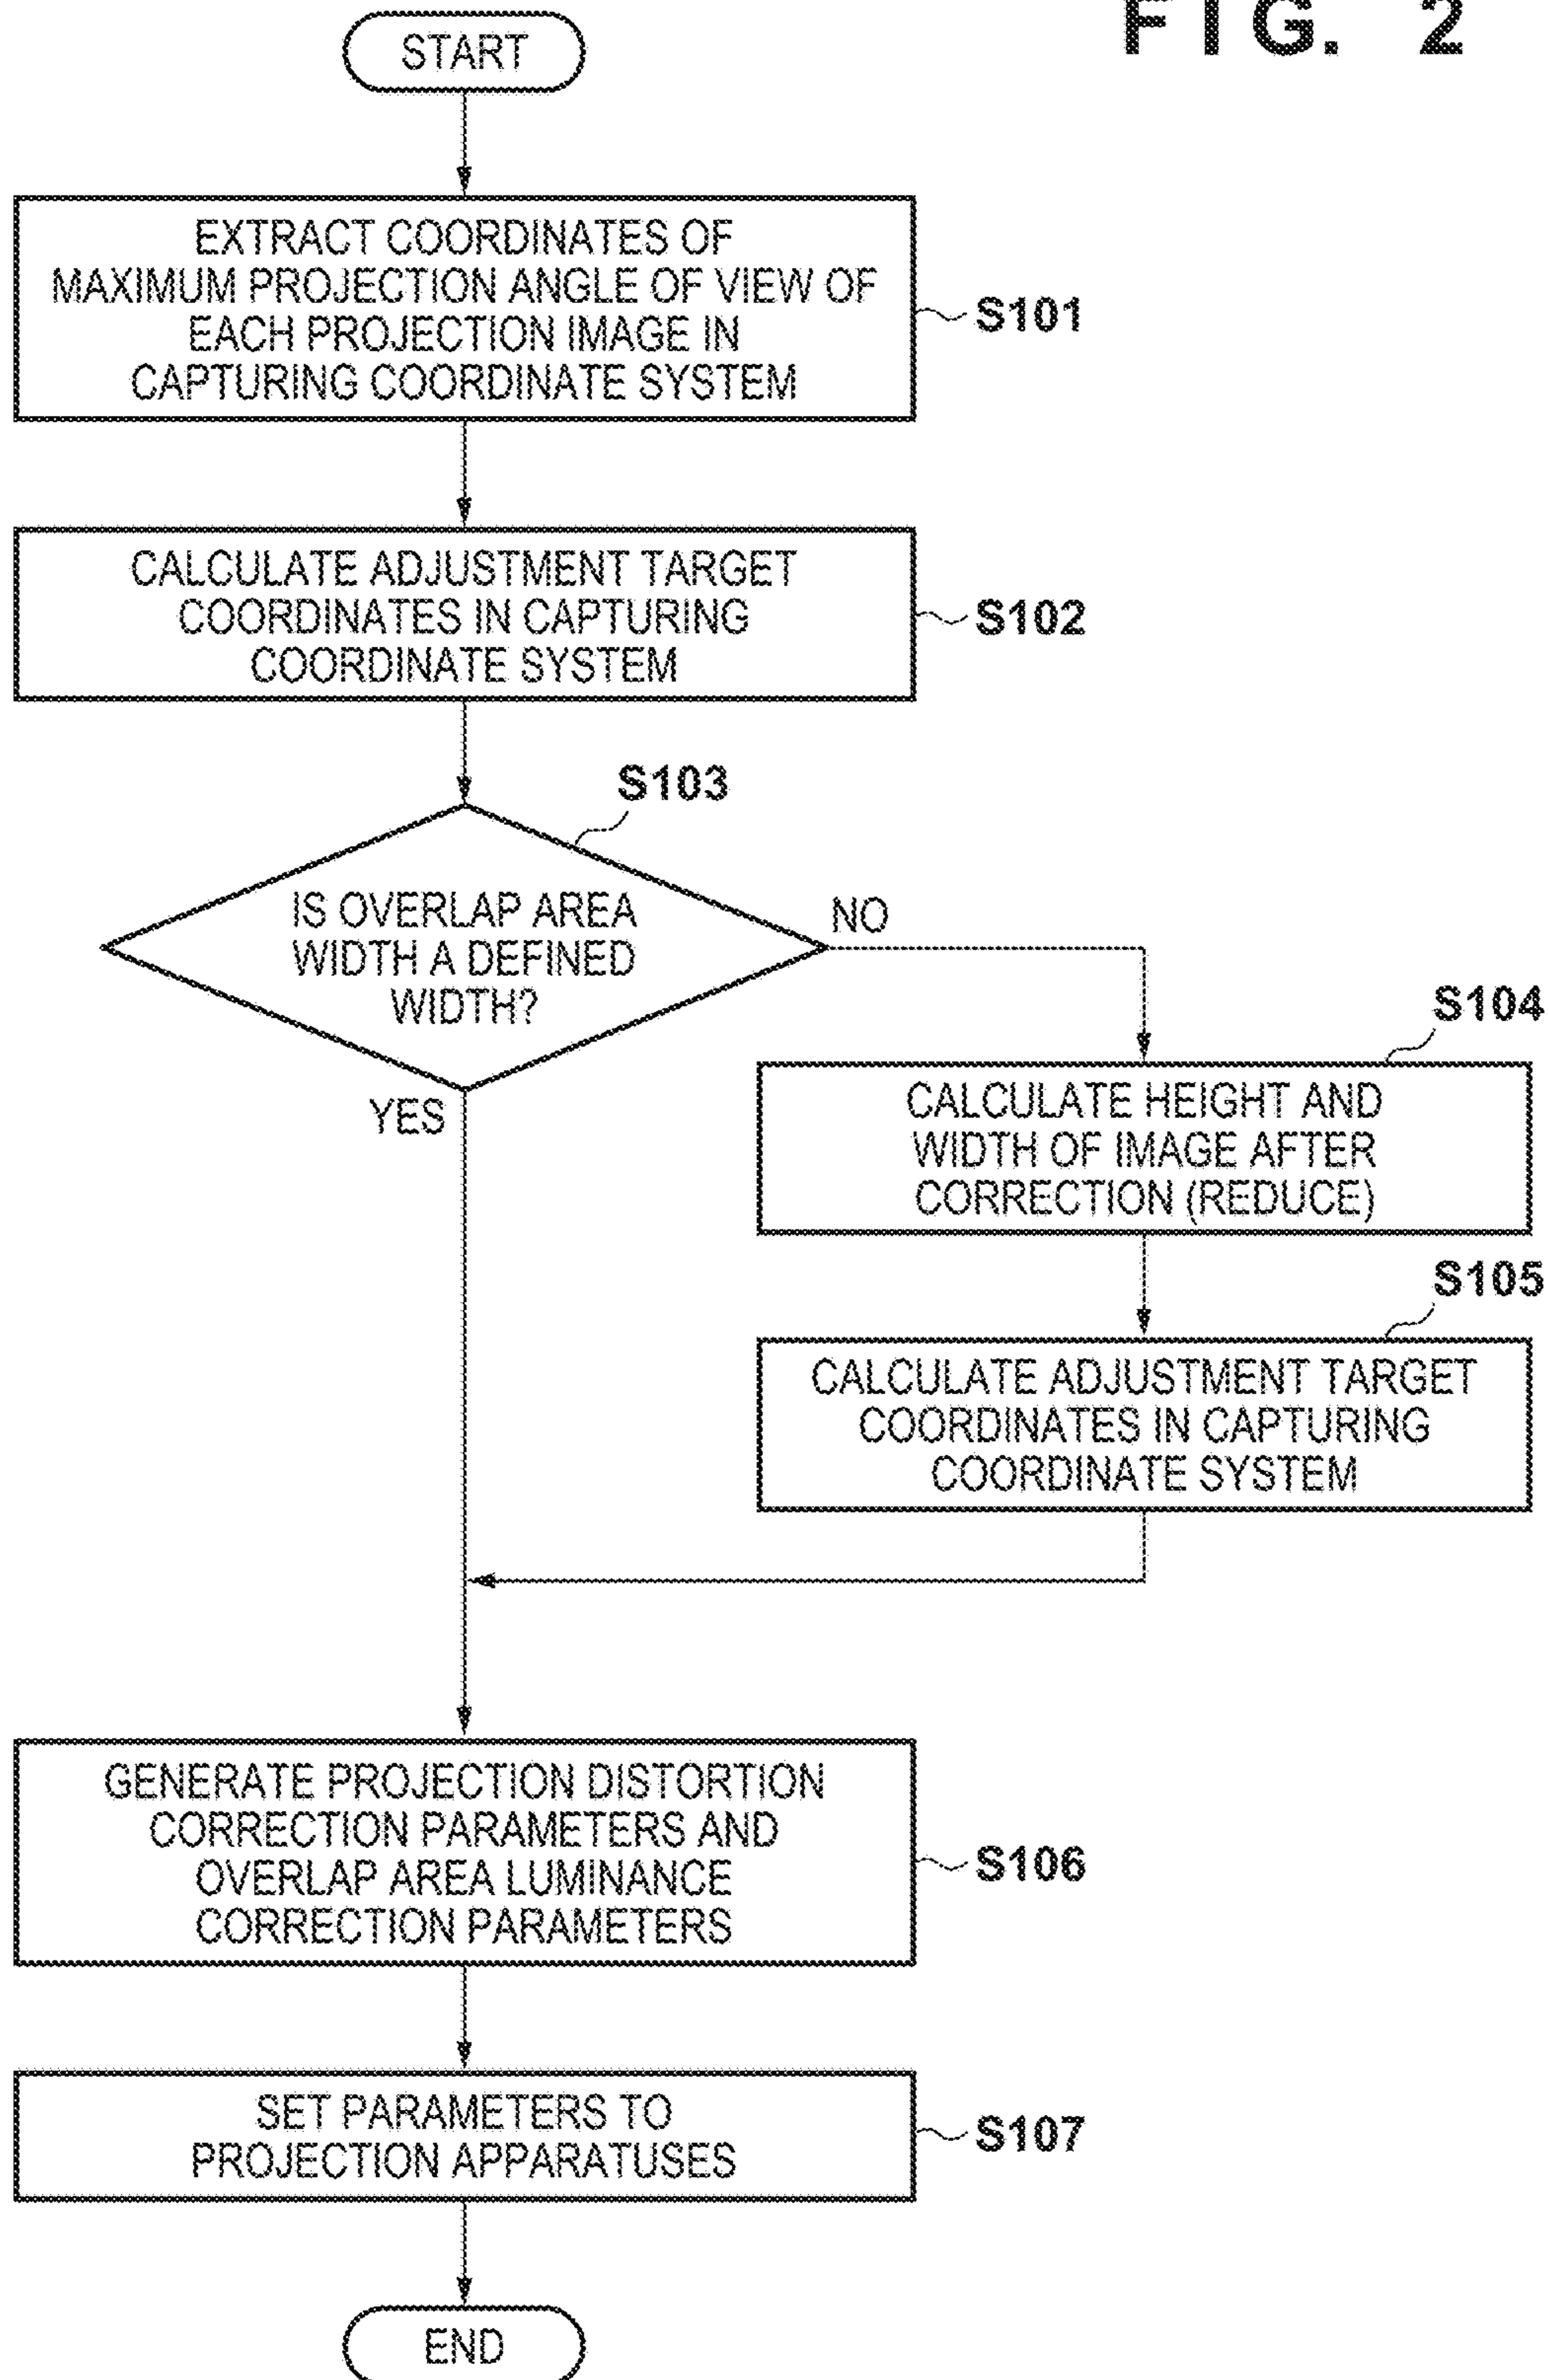 FIG. 2
START
EXTRACT COORDINATES OF
MAXIMUM PROJECTION ANGLE OF VIEW OF
EACH PROJECTION IMAGE IN
CAPTURING COORDINATE SYSTEM
S101
CALCULATE ADJUSTMENT TARGET
COORDINATES IN CAPTURING
COORDINATE SYSTEM
S102
S103
IS OVERLAP AREA
WIDTH A DEFINED
WIDTH?
NO
YES
S104
CALCULATE HEIGHT AND
WIDTH OF IMAGE AFTER
CORRECTION (REDUCE)
S105
CALCULATE ADJUSTMENT TARGET
COORDINATES IN CAPTURING
COORDINATE SYSTEM
GENERATE PROJECTION DISTORTION
CORRECTION PARAMETERS AND
OVERLAP AREA LUMINANCE
CORRECTION PARAMETERS
S106
SET PARAMETERS TO
PROJECTION APPARATUSES
S107
END